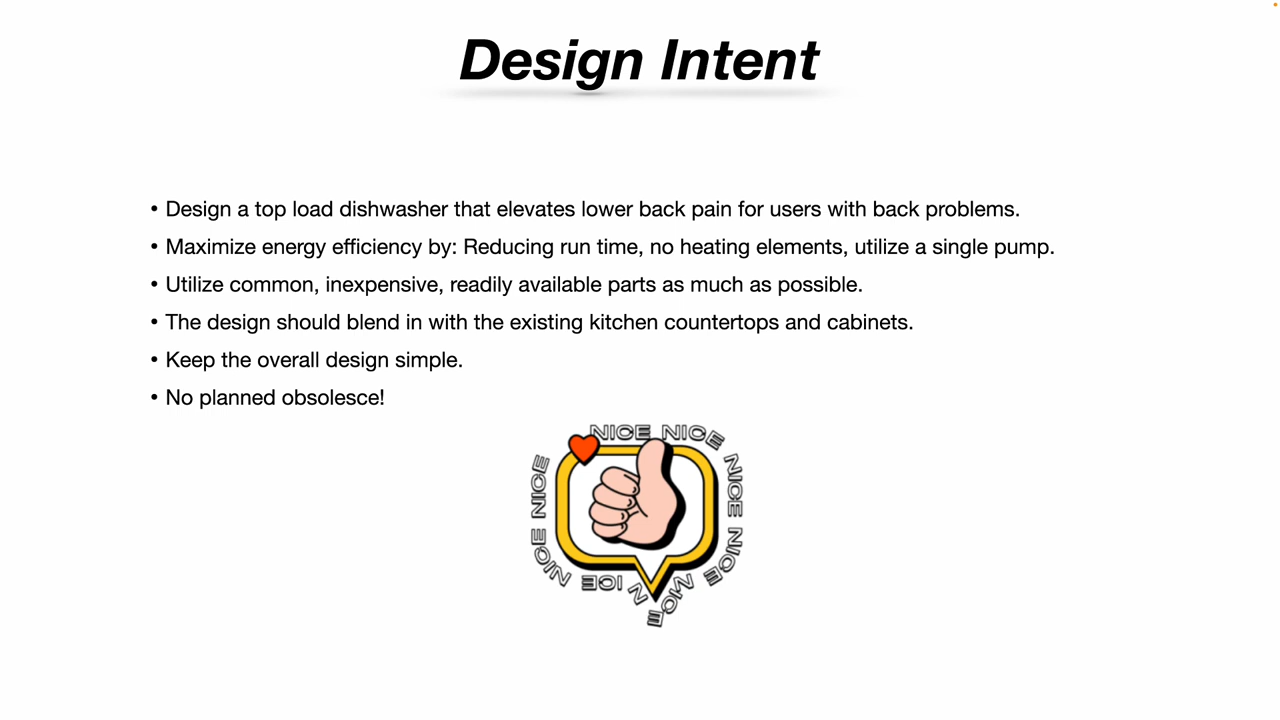 Design Intent
• Design a top load dishwasher that elevates lower back pain for users with back problems.
• Maximize energy efficiency by: Reducing run time, no heating elements, utilize a single pump.
• Utilize common, inexpensive, readily available parts as much as possible.
• The design should blend in with the existing kitchen countertops and cabinets.
• Keep the overall design simple.
• No planned obsolesce!
NICE NICE NICE NICE NICE NICE N ICE NICE NICE